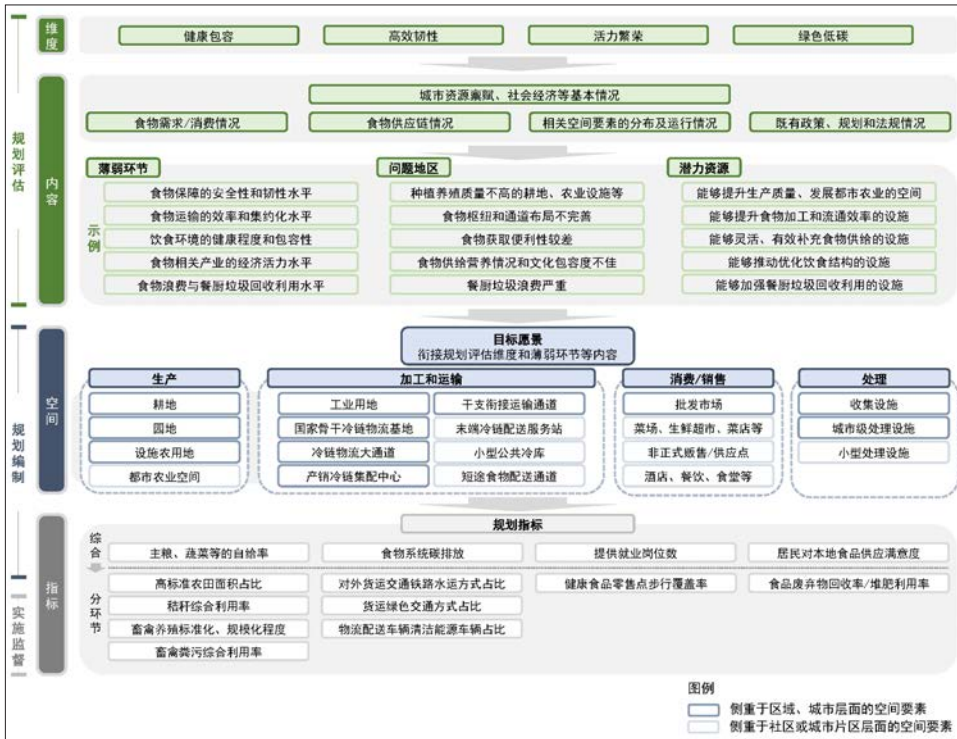 维度
健康包容
高效韧性
活力繁荣
绿色低碳
规划评估
内容
城市资源禀赋、社会经济等基本情况
食物需求/消费情况
食物供应链情况
相关空间要素的分布及运行情况
既有政策、规划和法规情况
示例
薄弱环节
食物保障的安全性和韧性水平
食物运输的效率和集约化水平
饮食环境的健康程度和包容性
食物相关产业的经济活力水平
食物浪费与餐厨垃圾回收利用水平
问题地区
种植养殖质量不高的耕地、农业设施等
食物枢纽和通道布局不完善
食物获取便利性较差
食物供给营养情况和文化包容度不佳
餐厨垃圾浪费严重
潜力资源
能够提升生产质量、发展都市农业的空间
能够提升食物加工和流通效率的设施
能够灵活、有效补充食物供给的设施
能够推动优化饮食结构的设施
能够加强餐厨垃圾回收利用的设施
规划编制
空间
目标愿景
衔接规划评估维度和薄弱环节等内容
生产
耕地
园地
设施农用地
都市农业空间
加工和运输
工业用地
国家骨干冷链物流基地
冷链物流大通道
产销冷链集配中心
干支衔接运输通道
末端冷链配送服务站
小型公共冷库
短途食物配送通道
消费/销售
批发市场
菜场、生鲜超市、菜店等
非正式贩售/供应点
酒店、餐饮、食堂等
处理
收集设施
城市级处理设施
小型处理设施
实施监督
指标
规划指标
综合
主粮、蔬菜等的自给率
食物系统碳排放
提供就业岗位数
居民对本地食品供应满意度
分环节
高标准农田面积占比
秸秆综合利用率
畜禽养殖标准化、规模化程度
畜禽粪污综合利用率
对外货运交通铁路水运方式占比
货运绿色交通方式占比
物流配送车辆清洁能源车辆占比
健康食品零售点步行覆盖率
食品废弃物回收率/堆肥利用率
图例
侧重于区域、城市层面的空间要素
侧重于社区或城市片区层面的空间要素